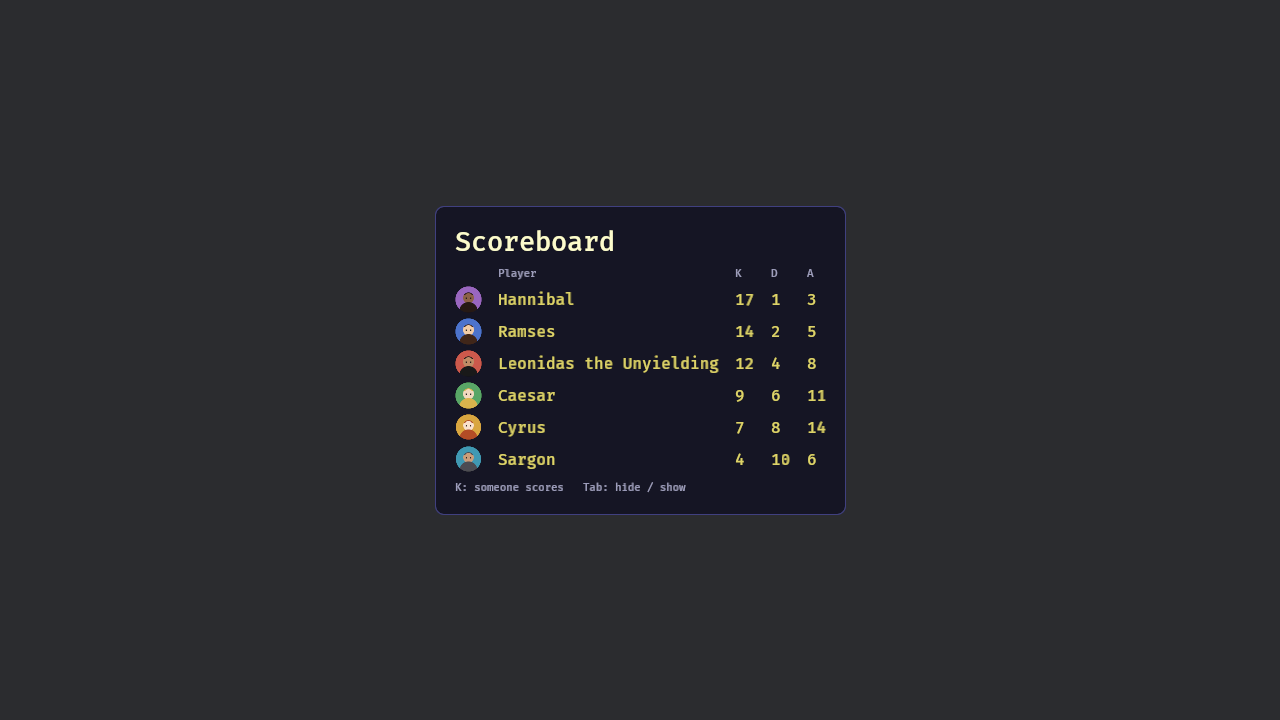 Scoreboard
Player K D A
Hannibal 17 1 3
Ramses 14 2 5
Leonidas the Unyielding 12 4 8
Caesar 9 6 11
Cyrus 7 8 14
Sargon 4 10 6
K: someone scores Tab: hide / show